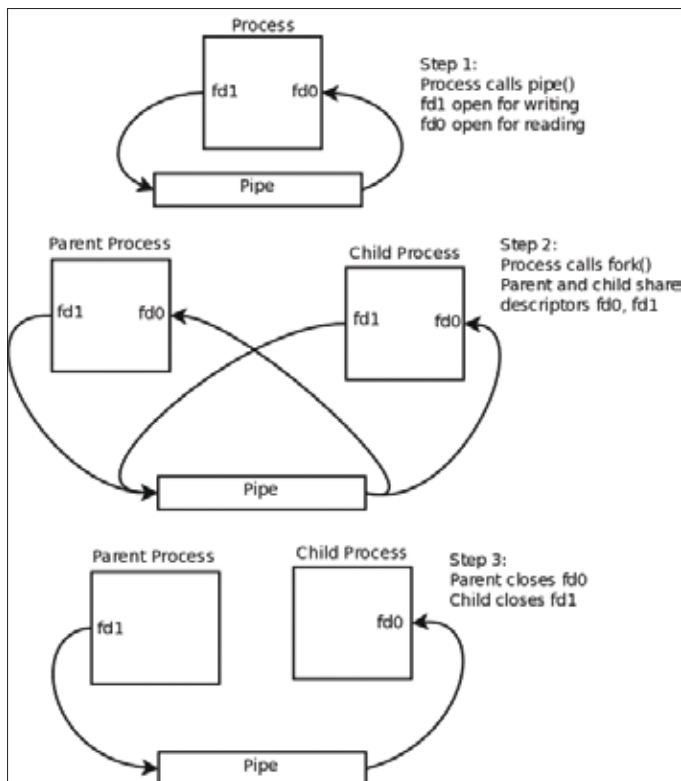 Process
fd1
fd0
Step 1:
Process calls pipe()
fd1 open for writing
fd0 open for reading
Pipe
Parent Process
fd1
fd0
Child Process
fd1
fd0
Step 2:
Process calls fork()
Parent and child share
descriptors fd0, fd1
Pipe
Parent Process
fd1
Child Process
fd0
Step 3:
Parent closes fd0
Child closes fd1
Pipe